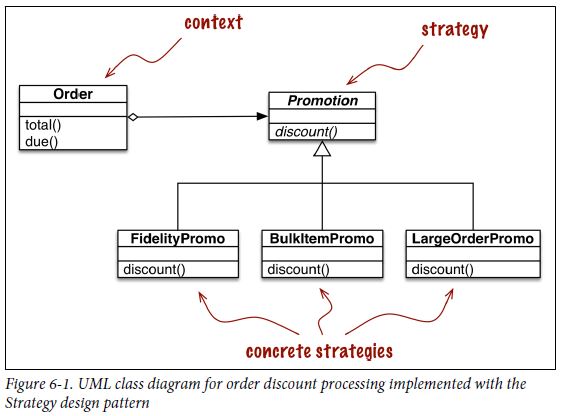 context
strategy
Order
total()
due()
Promotion
discount()
FidelityPromo
discount()
BulkItemPromo
discount()
LargeOrderPromo
discount()
concrete strategies
Figure 6-1. UML class diagram for order discount processing implemented with the
Strategy design pattern